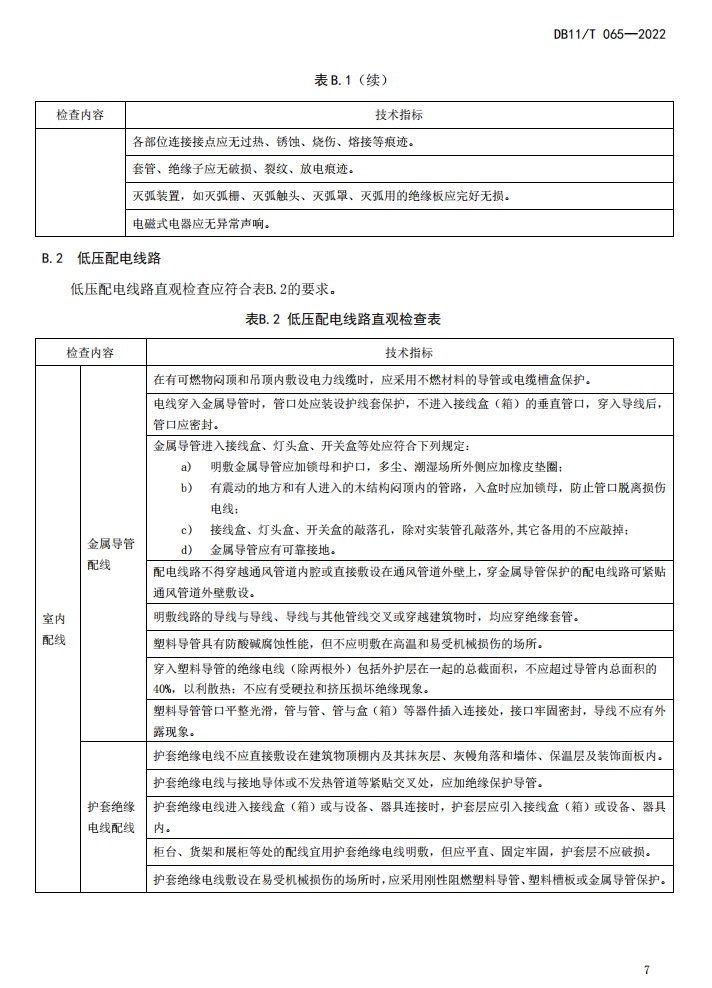 DB11/T 065—2022
表 B.1（续）
检查内容 技术指标
各部位连接接点应无过热、锈蚀、烧伤、熔接等痕迹。
套管、绝缘子应无破损、裂纹、放电痕迹。
灭弧装置，如灭弧栅、灭弧触头、灭弧罩、灭弧用的绝缘板应完好无损。
电磁式电器应无异常声响。
B.2 低压配电线路
低压配电线路直观检查应符合表B.2的要求。
表B.2 低压配电线路直观检查表
检查内容 技术指标
室内
配线
金属导管
配线
在有可燃物闷顶和吊顶内敷设电力线缆时，应采用不燃材料的导管或电缆槽盒保护。
电线穿入金属导管时，管口处应装设护线套保护，不进入接线盒（箱）的垂直管口，穿入导线后，
管口应密封。
金属导管进入接线盒、灯头盒、开关盒等处应符合下列规定：
a) 明敷金属导管应加锁母和护口，多尘、潮湿场所外侧应加橡皮垫圈；
b) 有震动的地方和有人进入的木结构闷顶内的管路，入盒时应加锁母，防止管口脱离损伤
电线；
c) 接线盒、灯头盒、开关盒的敲落孔，除对实装管孔敲落外,其它备用的不应敲掉；
d) 金属导管应有可靠接地。
配电线路不得穿越通风管道内腔或直接敷设在通风管道外壁上，穿金属导管保护的配电线路可紧贴
通风管道外壁敷设。
明敷线路的导线与导线、导线与其他管线交叉或穿越建筑物时，均应穿绝缘套管。
塑料导管具有防酸碱腐蚀性能，但不应明敷在高温和易受机械损伤的场所。
穿入塑料导管的绝缘电线（除两根外）包括外护层在一起的总截面积，不应超过导管内总面积的
40%，以利散热；不应有受硬拉和挤压损坏绝缘现象。
塑料导管管口平整光滑，管与管、管与盒（箱）等器件插入连接处，接口牢固密封，导线不应有外
露现象。
护套绝缘
电线配线
护套绝缘电线不应直接敷设在建筑物顶棚内及其抹灰层、灰幔角落和墙体、保温层及装饰面板内。
护套绝缘电线与接地导体或不发热管道等紧贴交叉处，应加绝缘保护导管。
护套绝缘电线进入接线盒（箱）或与设备、器具连接时，护套层应引入接线盒（箱）或设备、器具
内。
柜台、货架和展柜等处的配线宜用护套绝缘电线明敷，但应平直、固定牢固，护套层不应破损。
护套绝缘电线敷设在易受机械损伤的场所时，应采用刚性阻燃塑料导管、塑料槽板或金属导管保护。
7